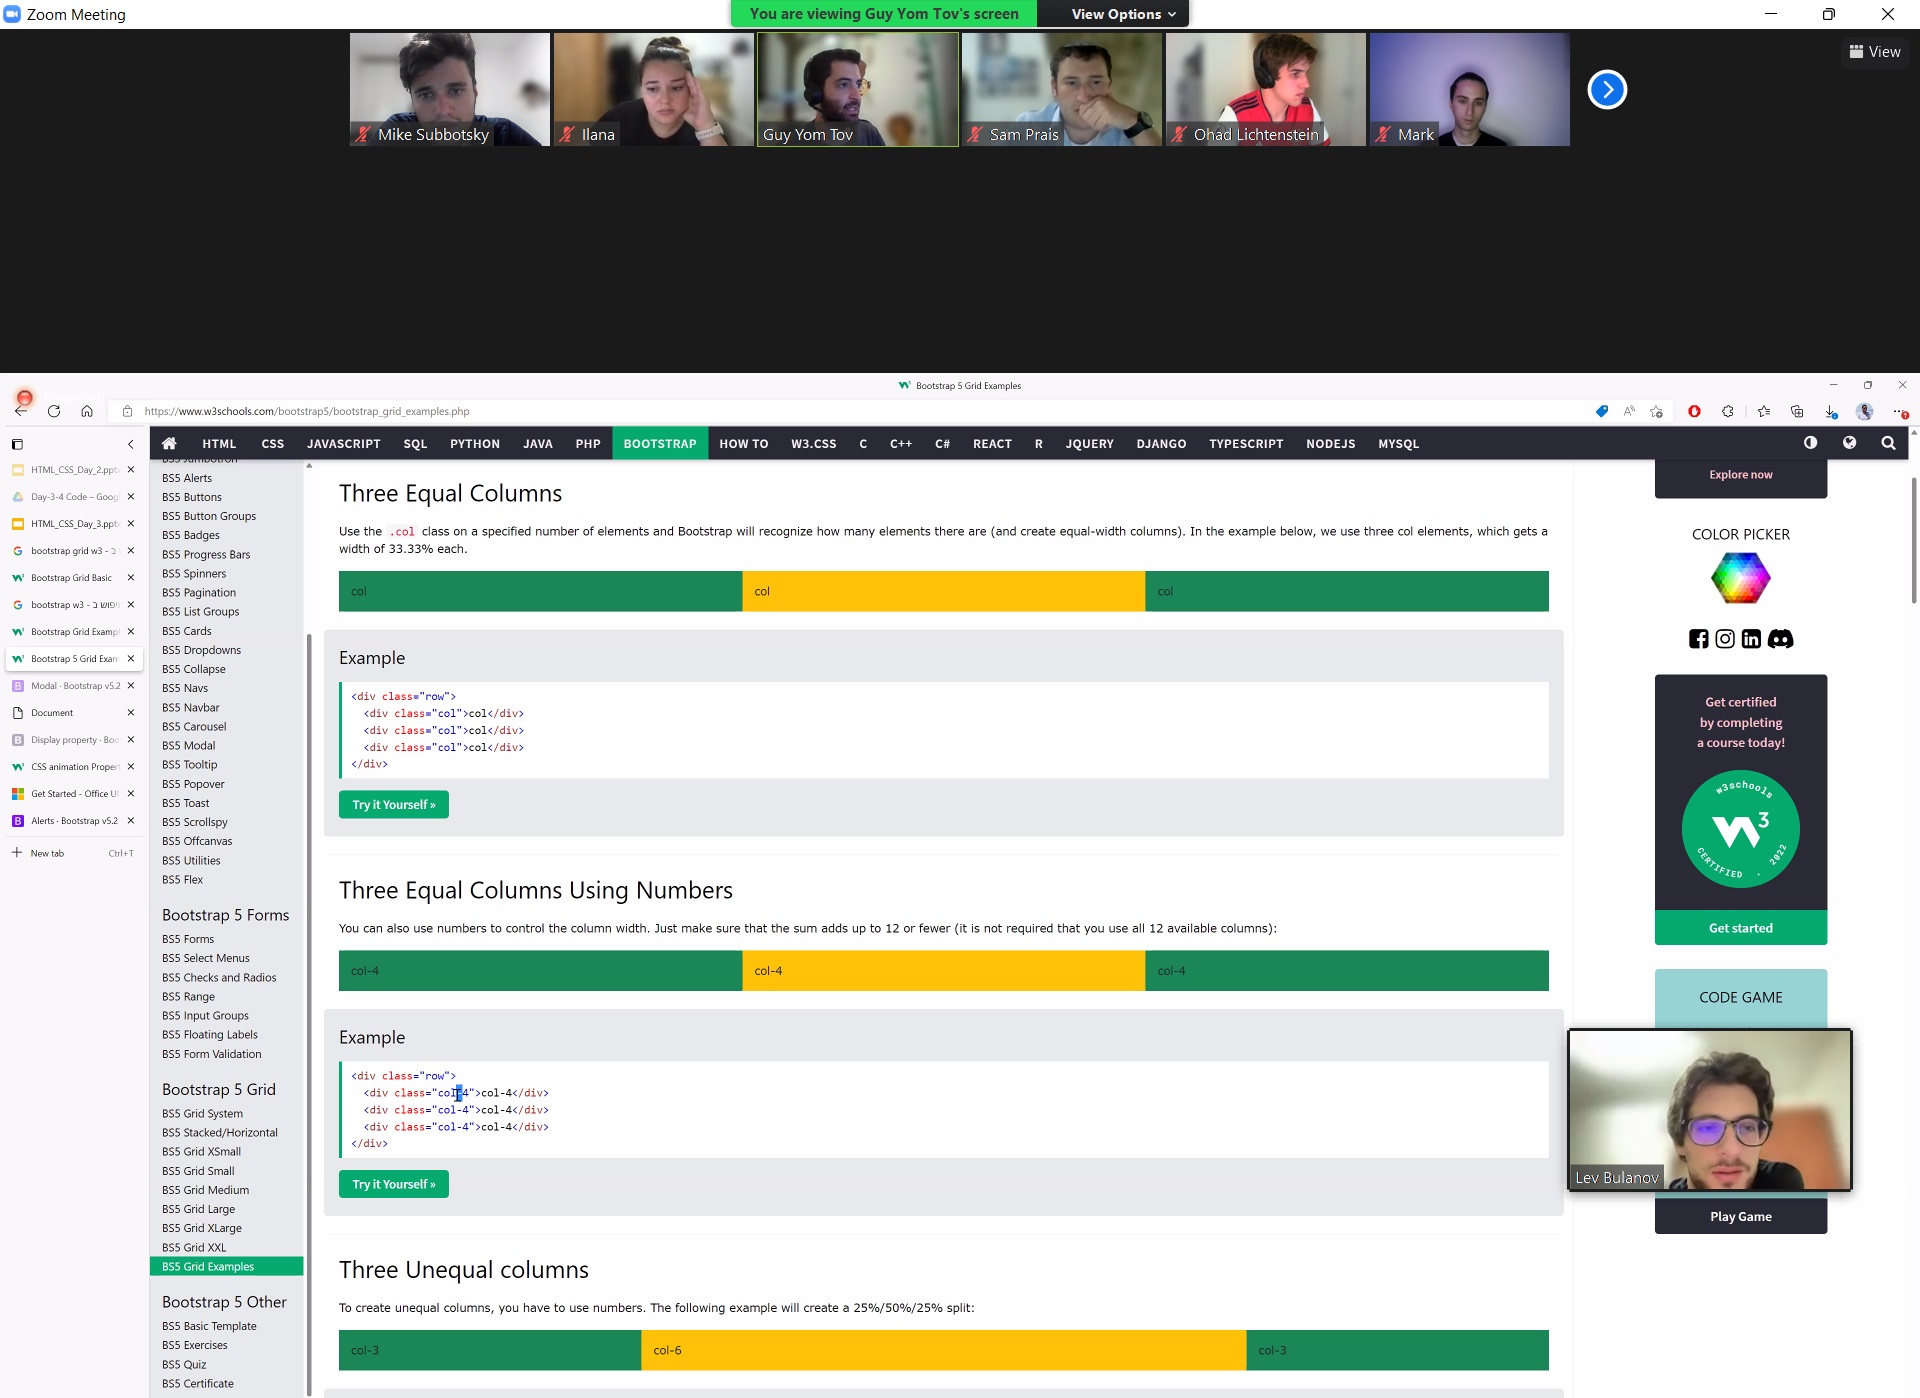 Zoom Meeting
You are viewing Guy Yom Tov's screen
View Options
View
Mike Subbotsky
Ilana
Guy Yom Tov
Sam Prais
Ohad Lichtenstein
Mark
Bootstrap 5 Grid Examples
https://www.w3schools.com/bootstrap5/bootstrap_grid_examples.php
HTML
CSS
JAVASCRIPT
SQL
PYTHON
JAVA
PHP
BOOTSTRAP
HOW TO
W3.CSS
C
C++
C#
REACT
R
JQUERY
DJANGO
TYPESCRIPT
NODEJS
MYSQL
HTML_CSS_Day_2.ppt
Day-3-4 Code – Goog
HTML_CSS_Day_3.ppt
bootstrap grid w3 - ב
Bootstrap Grid Basic
bootstrap w3 - חיפוש ב
Bootstrap Grid Exampl
Bootstrap 5 Grid Exam
Modal · Bootstrap v5.2
Document
Display property · Boo
CSS animation Proper
Get Started - Office UI
Alerts · Bootstrap v5.2
New tab
Ctrl+T
BS5 Jumbotron
BS5 Alerts
BS5 Buttons
BS5 Button Groups
BS5 Badges
BS5 Progress Bars
BS5 Spinners
BS5 Pagination
BS5 List Groups
BS5 Cards
BS5 Dropdowns
BS5 Collapse
BS5 Navs
BS5 Navbar
BS5 Carousel
BS5 Modal
BS5 Tooltip
BS5 Popover
BS5 Toast
BS5 Scrollspy
BS5 Offcanvas
BS5 Utilities
BS5 Flex
Bootstrap 5 Forms
BS5 Forms
BS5 Select Menus
BS5 Checks and Radios
BS5 Range
BS5 Input Groups
BS5 Floating Labels
BS5 Form Validation
Bootstrap 5 Grid
BS5 Grid System
BS5 Stacked/Horizontal
BS5 Grid XSmall
BS5 Grid Small
BS5 Grid Medium
BS5 Grid Large
BS5 Grid XLarge
BS5 Grid XXL
BS5 Grid Examples
Bootstrap 5 Other
BS5 Basic Template
BS5 Exercises
BS5 Quiz
BS5 Certificate
Three Equal Columns
Use the .col class on a specified number of elements and Bootstrap will recognize how many elements there are (and create equal-width columns). In the example below, we use three col elements, which gets a
width of 33.33% each.
col
col
col
Example
<div class="row">
<div class="col">col</div>
<div class="col">col</div>
<div class="col">col</div>
</div>
Try it Yourself »
Three Equal Columns Using Numbers
You can also use numbers to control the column width. Just make sure that the sum adds up to 12 or fewer (it is not required that you use all 12 available columns):
col-4
col-4
col-4
Example
<div class="row">
<div class="col-4">col-4</div>
<div class="col-4">col-4</div>
<div class="col-4">col-4</div>
</div>
Try it Yourself »
Three Unequal columns
To create unequal columns, you have to use numbers. The following example will create a 25%/50%/25% split:
col-3
col-6
col-3
Explore now
COLOR PICKER
Get certified
by completing
a course today!
w3schools
3
CERTIFIED . 2022
Get started
CODE GAME
Lev Bulanov
Play Game